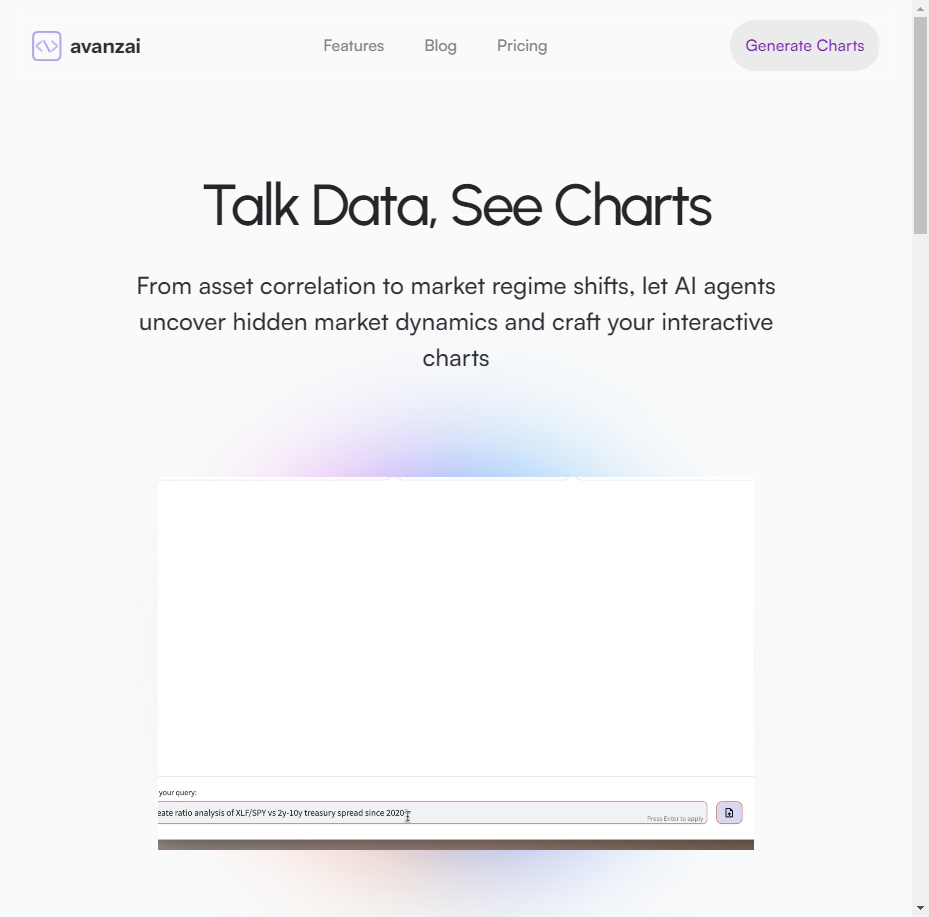 avanzai
Features
Blog
Pricing
Generate Charts
Talk Data, See Charts
From asset correlation to market regime shifts, let AI agents
uncover hidden market dynamics and craft your interactive
charts
your query:
eate ratio analysis of XLF/SPY vs 2y-10y treasury spread since 2020
Press Enter to apply